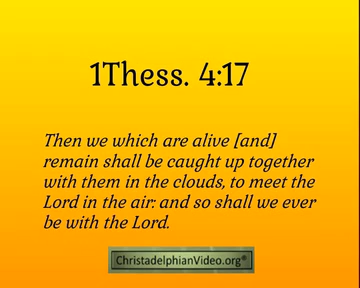 1Thess. 4:17
Then we which are alive [and]
remain shall be caught up together
with them in the clouds, to meet the
Lord in the air: and so shall we ever
be with the Lord.
ChristadelphianVideo.org®